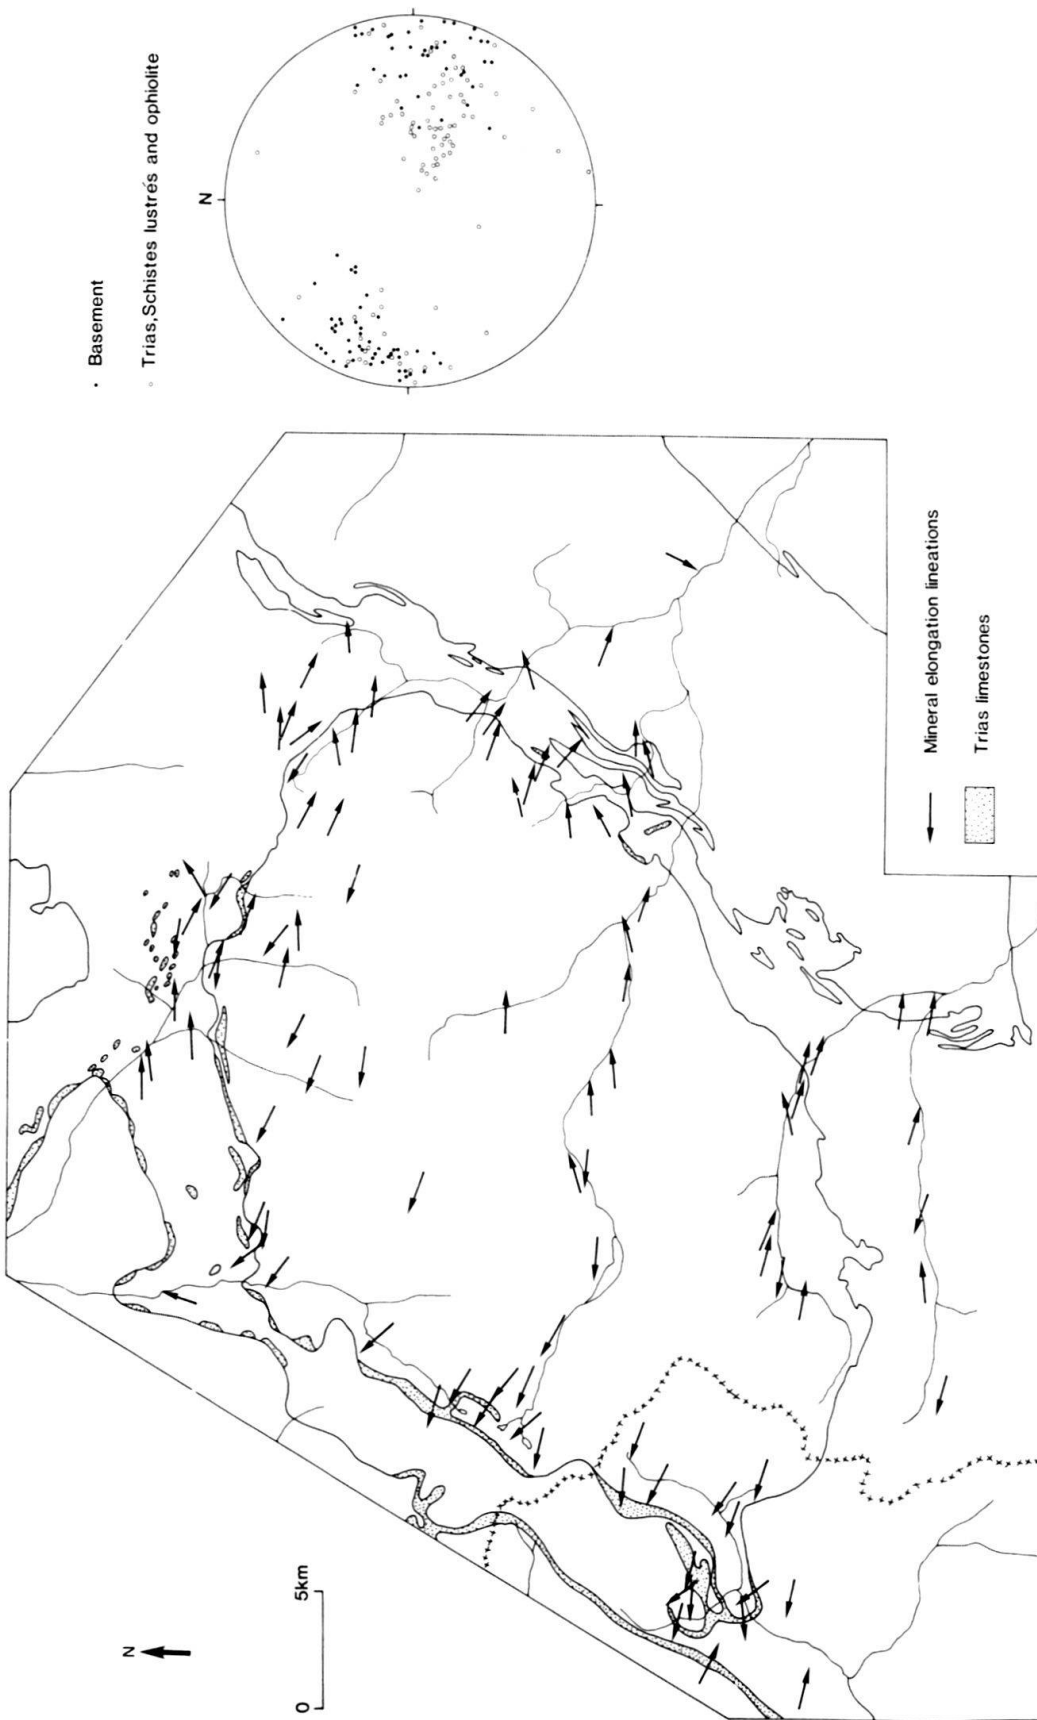 N
0 5km
Mineral elongation lineations
Trias limestones
Basement
Trias, Schistes lustrés and ophiolite
N